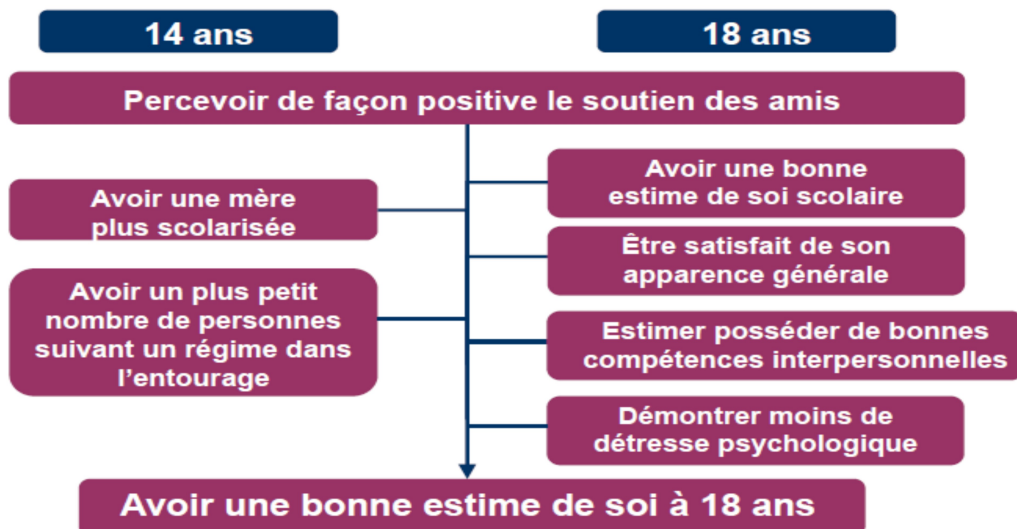 14 ans
18 ans
Percevoir de façon positive le soutien des amis
Avoir une mère
plus scolarisée
Avoir un plus petit
nombre de personnes
suivant un régime dans
l'entourage
Avoir une bonne
estime de soi scolaire
Être satisfait de son
apparence générale
Estimer posséder de bonnes
compétences interpersonnelles
Démontrer moins de
détresse psychologique
Avoir une bonne estime de soi à 18 ans